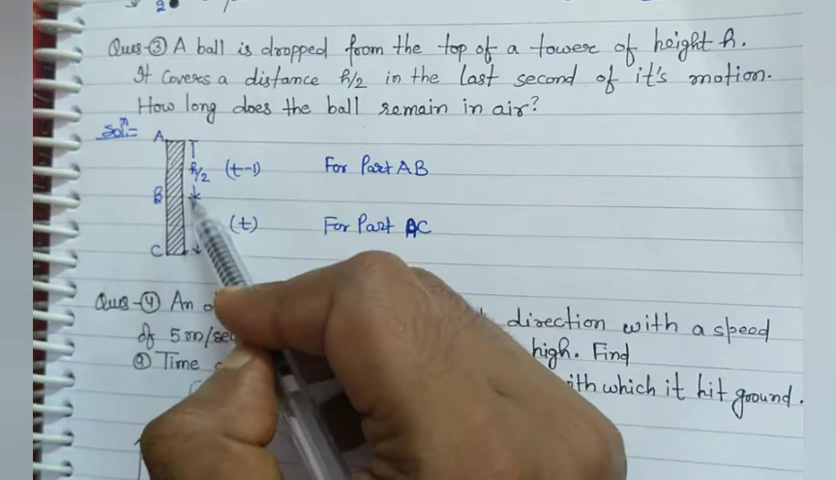 2.
Ques-③ A ball is dropped from the top of a tower of height h.
It covers a distance h/2 in the last second of it's motion.
How long does the ball remain in air?
Solⁿ=
A
h/2 (t-1) For Part AB
B
(t) For Part AC
C
Ques-④ An direction with a speed
of 5m/sec high. Find
① Time with which it hit ground.